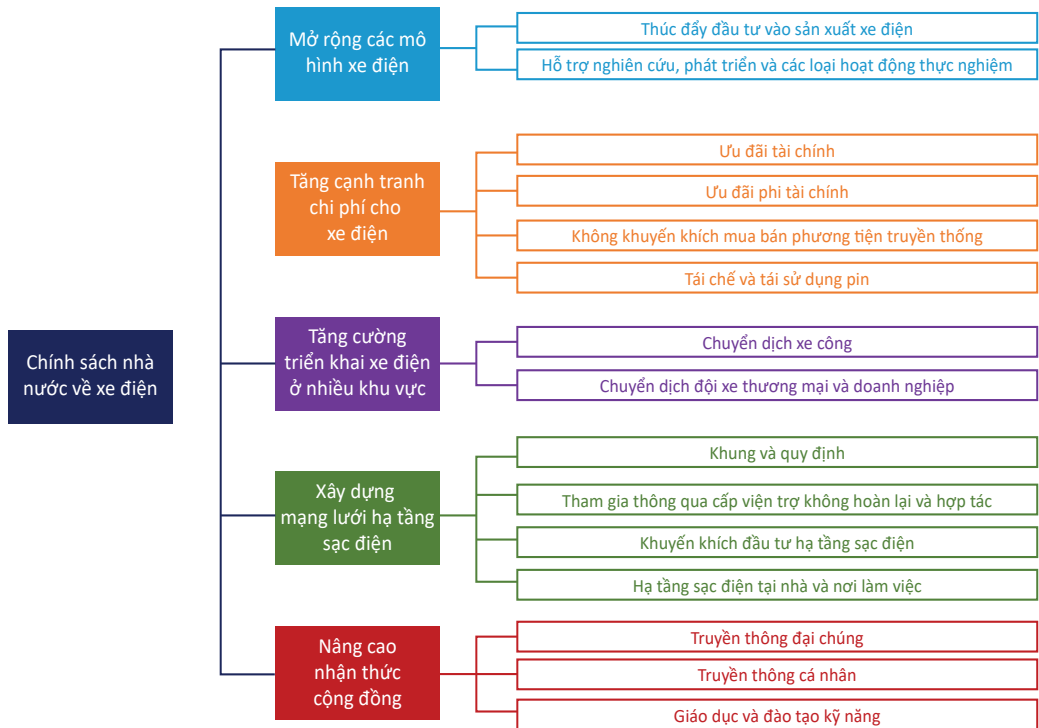 Chính sách nhà
nước về xe điện
Mở rộng các mô
hình xe điện
Thúc đẩy đầu tư vào sản xuất xe điện
Hỗ trợ nghiên cứu, phát triển và các loại hoạt động thực nghiệm
Tăng cạnh tranh
chi phí cho
xe điện
Ưu đãi tài chính
Ưu đãi phi tài chính
Không khuyến khích mua bán phương tiện truyền thống
Tái chế và tái sử dụng pin
Tăng cường
triển khai xe điện
ở nhiều khu vực
Chuyển dịch xe công
Chuyển dịch đội xe thương mại và doanh nghiệp
Xây dựng
mạng lưới hạ tầng
sạc điện
Khung và quy định
Tham gia thông qua cấp viện trợ không hoàn lại và hợp tác
Khuyến khích đầu tư hạ tầng sạc điện
Hạ tầng sạc điện tại nhà và nơi làm việc
Nâng cao
nhận thức
cộng đồng
Truyền thông đại chúng
Truyền thông cá nhân
Giáo dục và đào tạo kỹ năng